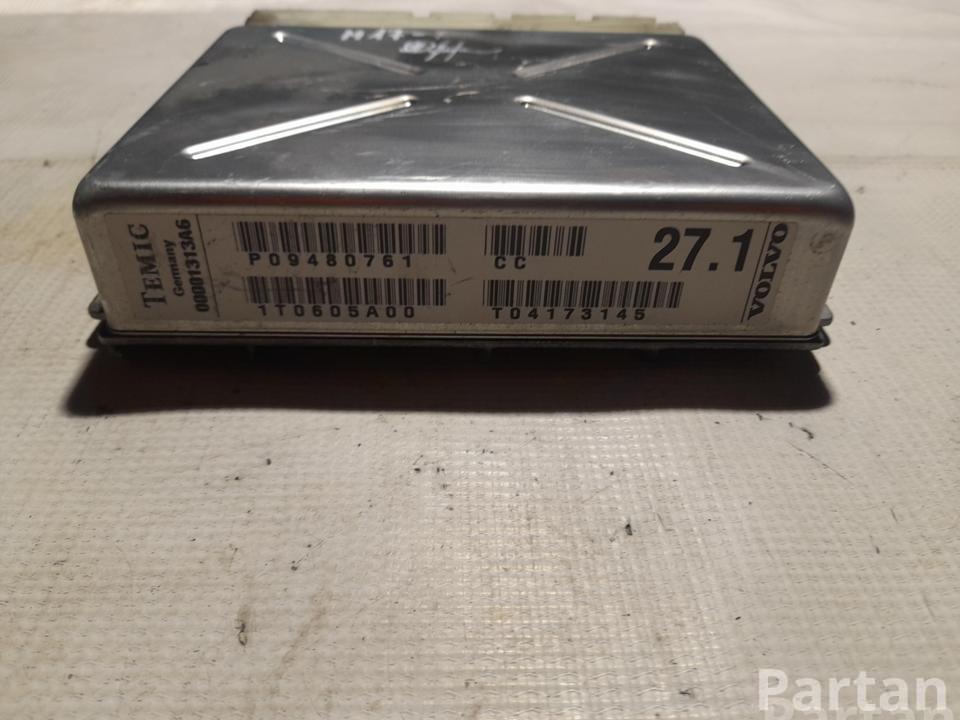 TEMIC
Germany
00001313A6
P09480761
CC
27.1
VOLVO
1T0605A00
T04173145
Partan